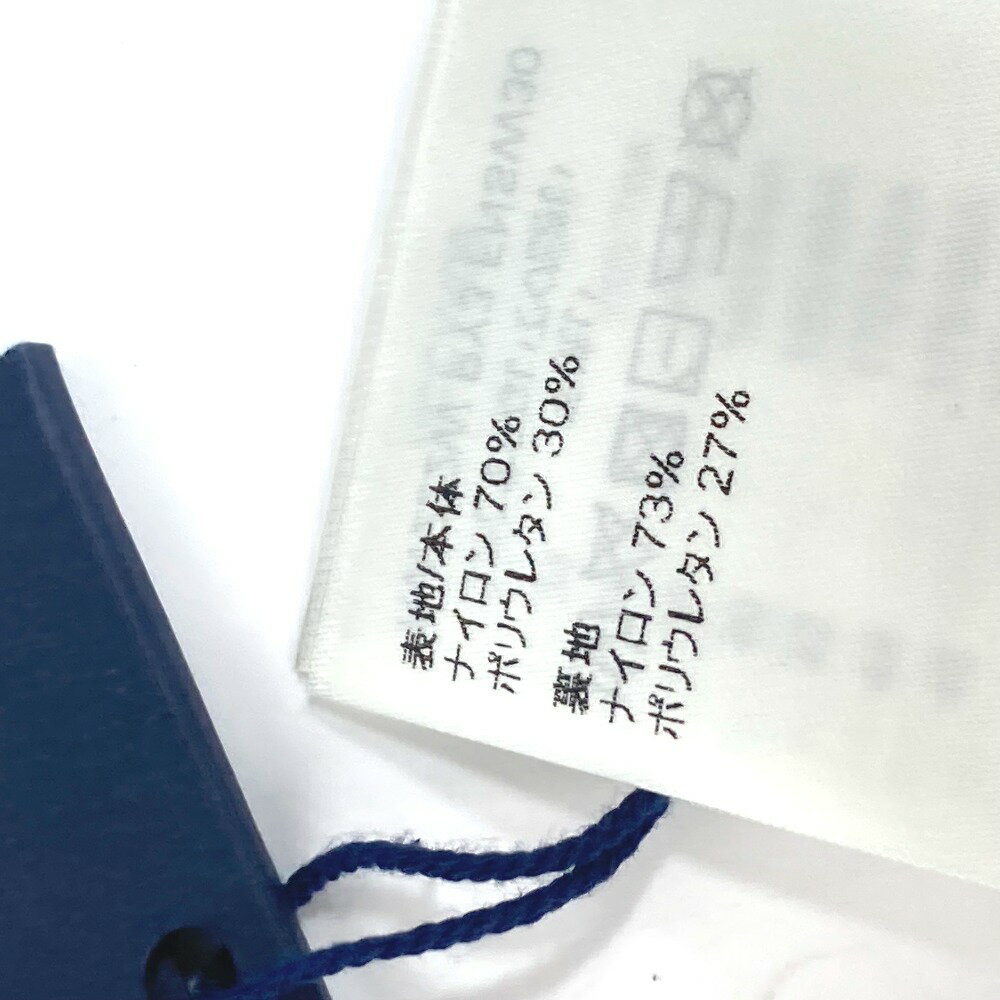 表地/本体
ナイロン 70%
ポリウレタン 30%
裏地
ナイロン 73%
ポリウレタン 27%